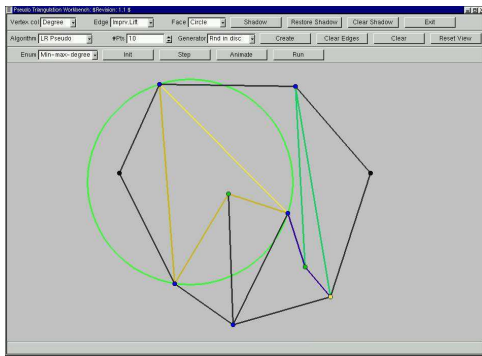 Pseudo Triangulation Workbench: $Revision: 1.1 $
Vertex col Degree Edge Impr.Lift Face Circle Shadow Restore Shadow Clear Shadow Exit
Algorithm LR Pseudo #Pts 10 Generator Rnd in disc Create Clear Edges Clear Reset View
Enum Min-max-degree Init Step Animate Run